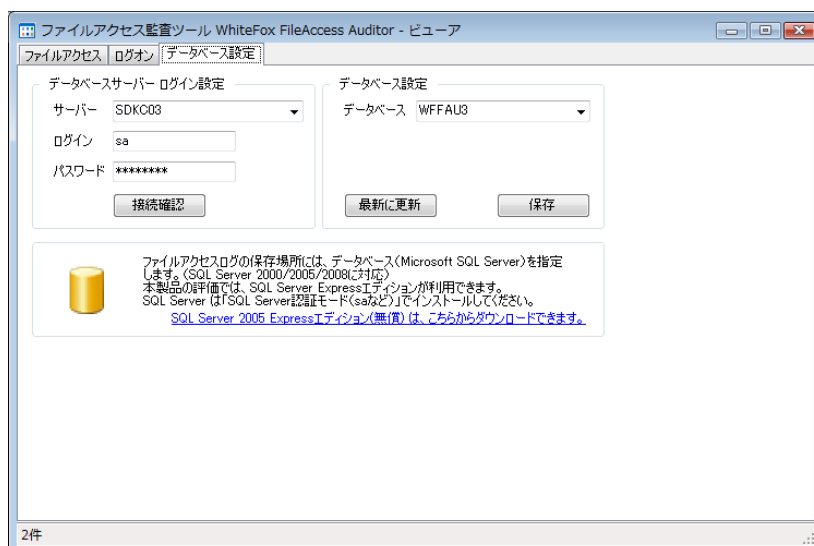 ファイルアクセス監査ツール WhiteFox FileAccess Auditor - ビューア
ファイルアクセス ログオン データベース設定
データベースサーバー ログイン設定
サーバー SDKC03
ログイン sa
パスワード ********
接続確認
データベース設定
データベース WFFAU3
最新に更新 保存
ファイルアクセスログの保存場所には、データベース(Microsoft SQL Server)を指定
します。(SQL Server 2000/2005/2008に対応)
本製品の評価では、SQL Server Expressエディションが利用できます。
SQL Server は「SQL Server認証モード(saなど)」でインストールしてください。
SQL Server 2005 Expressエディション(無償) は、こちらからダウンロードできます。
2件